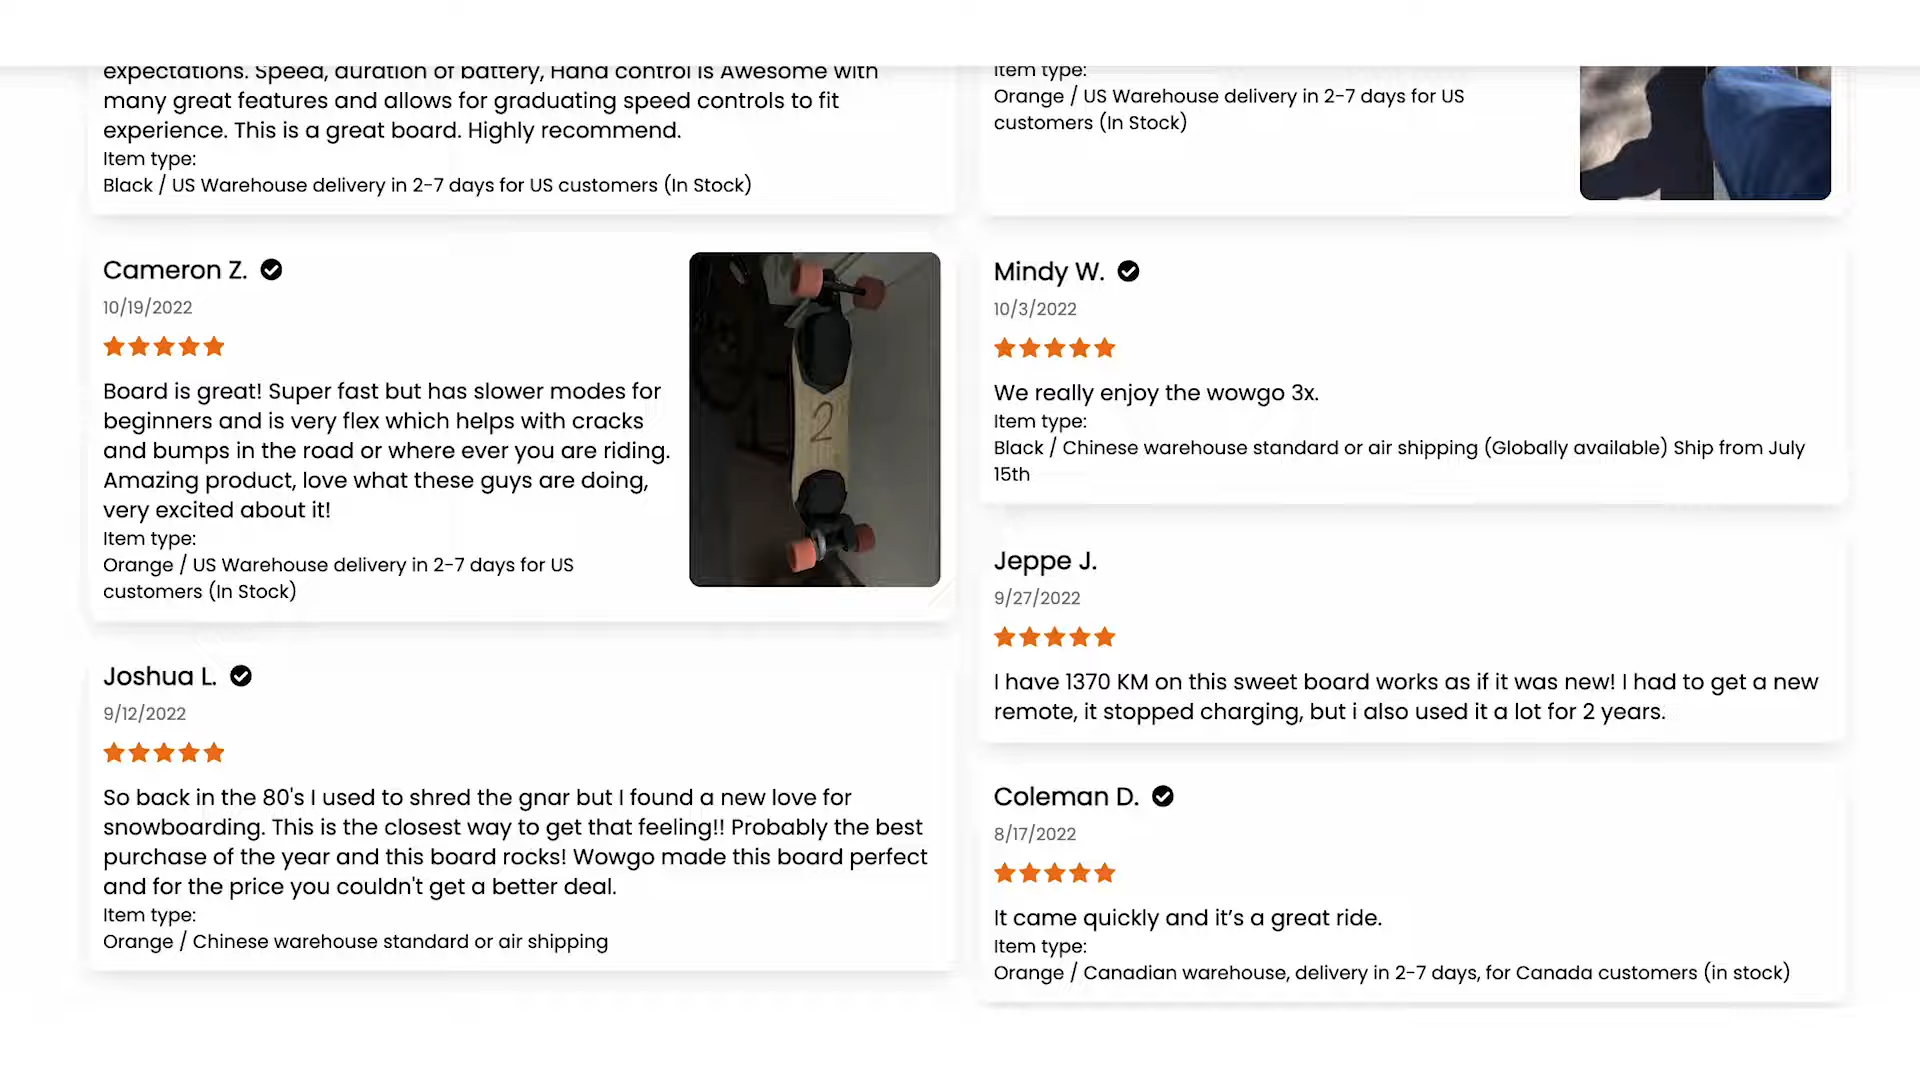 expectations. Speed, duration of battery, Hand control is Awesome with
many great features and allows for graduating speed controls to fit
experience. This is a great board. Highly recommend.
Item type:
Black / US Warehouse delivery in 2-7 days for US customers (In Stock)
Cameron Z.
10/19/2022
Board is great! Super fast but has slower modes for
beginners and is very flex which helps with cracks
and bumps in the road or where ever you are riding.
Amazing product, love what these guys are doing,
very excited about it!
Item type:
Orange / US Warehouse delivery in 2-7 days for US
customers (In Stock)
2
Joshua L.
9/12/2022
So back in the 80's I used to shred the gnar but I found a new love for
snowboarding. This is the closest way to get that feeling!! Probably the best
purchase of the year and this board rocks! Wowgo made this board perfect
and for the price you couldn't get a better deal.
Item type:
Orange / Chinese warehouse standard or air shipping
Item type:
Orange / US Warehouse delivery in 2-7 days for US
customers (In Stock)
Mindy W.
10/3/2022
We really enjoy the wowgo 3x.
Item type:
Black / Chinese warehouse standard or air shipping (Globally available) Ship from July
15th
Jeppe J.
9/27/2022
I have 1370 KM on this sweet board works as if it was new! I had to get a new
remote, it stopped charging, but i also used it a lot for 2 years.
Coleman D.
8/17/2022
It came quickly and it’s a great ride.
Item type:
Orange / Canadian warehouse, delivery in 2-7 days, for Canada customers (in stock)